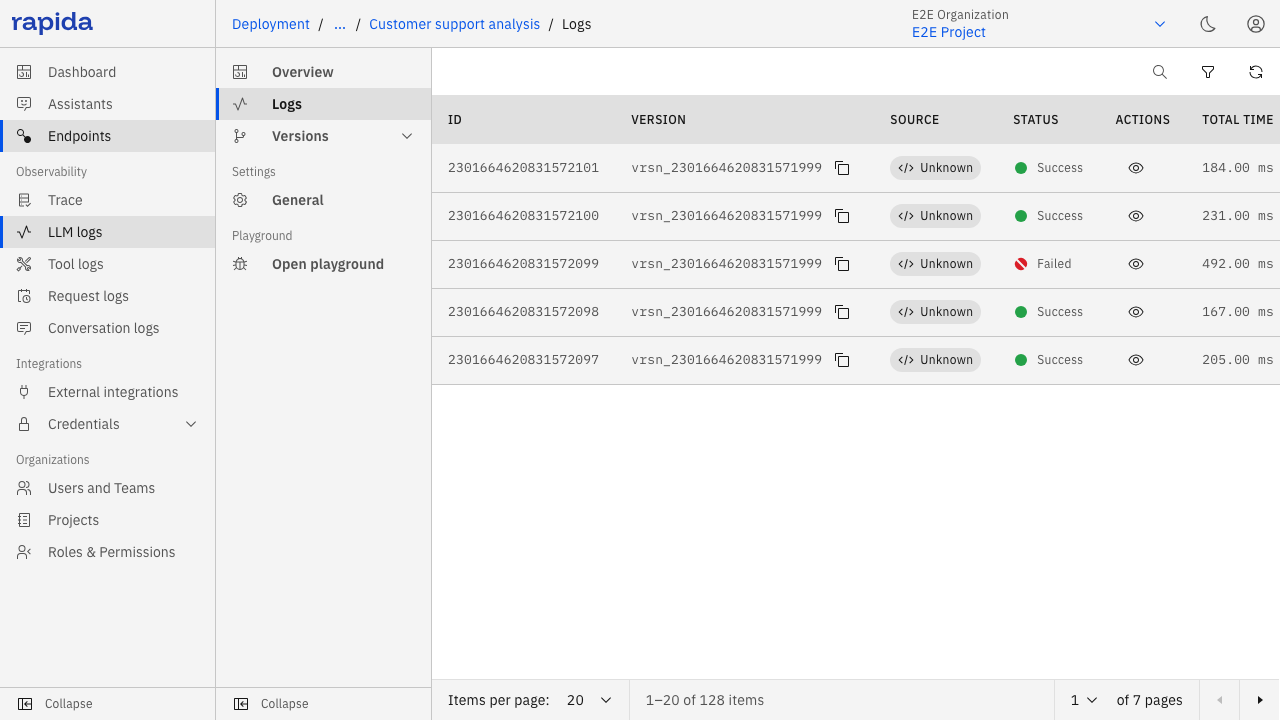 rapida
Deployment / ... / Customer support analysis / Logs
E2E Organization
E2E Project
Dashboard
Assistants
Endpoints
Observability
Trace
LLM logs
Tool logs
Request logs
Conversation logs
Integrations
External integrations
Credentials
Organizations
Users and Teams
Projects
Roles & Permissions
Collapse
Overview
Logs
Versions
Settings
General
Playground
Open playground
Collapse
ID VERSION SOURCE STATUS ACTIONS TOTAL TIME
2301664620831572101 vrsn_2301664620831571999 Unknown Success 184.00 ms
2301664620831572100 vrsn_2301664620831571999 Unknown Success 231.00 ms
2301664620831572099 vrsn_2301664620831571999 Unknown Failed 492.00 ms
2301664620831572098 vrsn_2301664620831571999 Unknown Success 167.00 ms
2301664620831572097 vrsn_2301664620831571999 Unknown Success 205.00 ms
Items per page: 20 1–20 of 128 items 1 of 7 pages